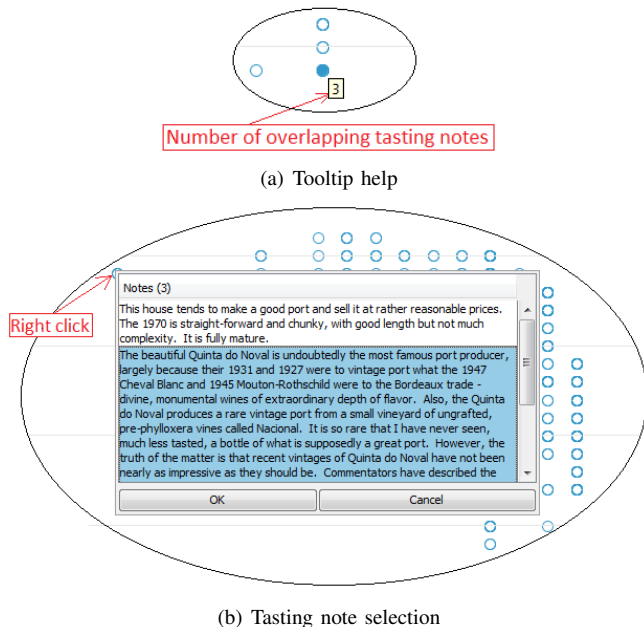 3
Number of overlapping tasting notes
(a) Tooltip help
Right click
Notes (3)
This house tends to make a good port and sell it at rather reasonable prices.
The 1970 is straight-forward and chunky, with good length but not much
complexity.  It is fully mature.
The beautiful Quinta do Noval is undoubtedly the most famous port producer,
largely because their 1931 and 1927 were to vintage port what the 1947
Cheval Blanc and 1945 Mouton-Rothschild were to the Bordeaux trade -
divine, monumental wines of extraordinary depth of flavor.  Also, the Quinta
do Noval produces a rare vintage port from a small vineyard of ungrafted,
pre-phylloxera vines called Nacional.  It is so rare that I have never seen,
much less tasted, a bottle of what is supposedly a great port.  However, the
truth of the matter is that recent vintages of Quinta do Noval have not been
nearly as impressive as they should be.  Commentators have described the
OK
Cancel
(b) Tasting note selection